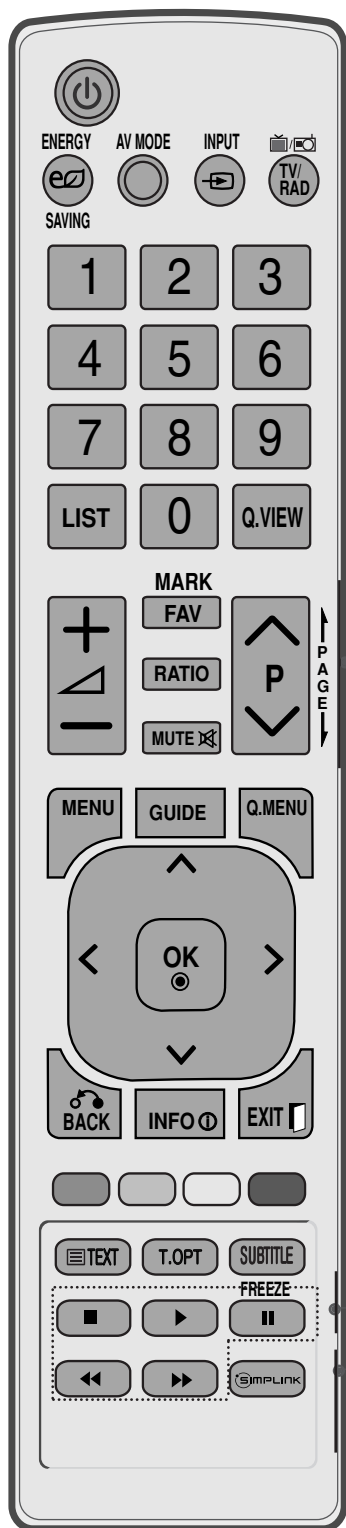 ENERGY AV MODE INPUT
TV/
RAD
SAVING
1 2 3
4 5 6
7 8 9
LIST 0 Q.VIEW
MARK
FAV
RATIO P
MUTE
PAGE
MENU GUIDE Q.MENU
OK
BACK INFO EXIT
TEXT T.OPT SUBTITLE
FREEZE
SIMPLINK